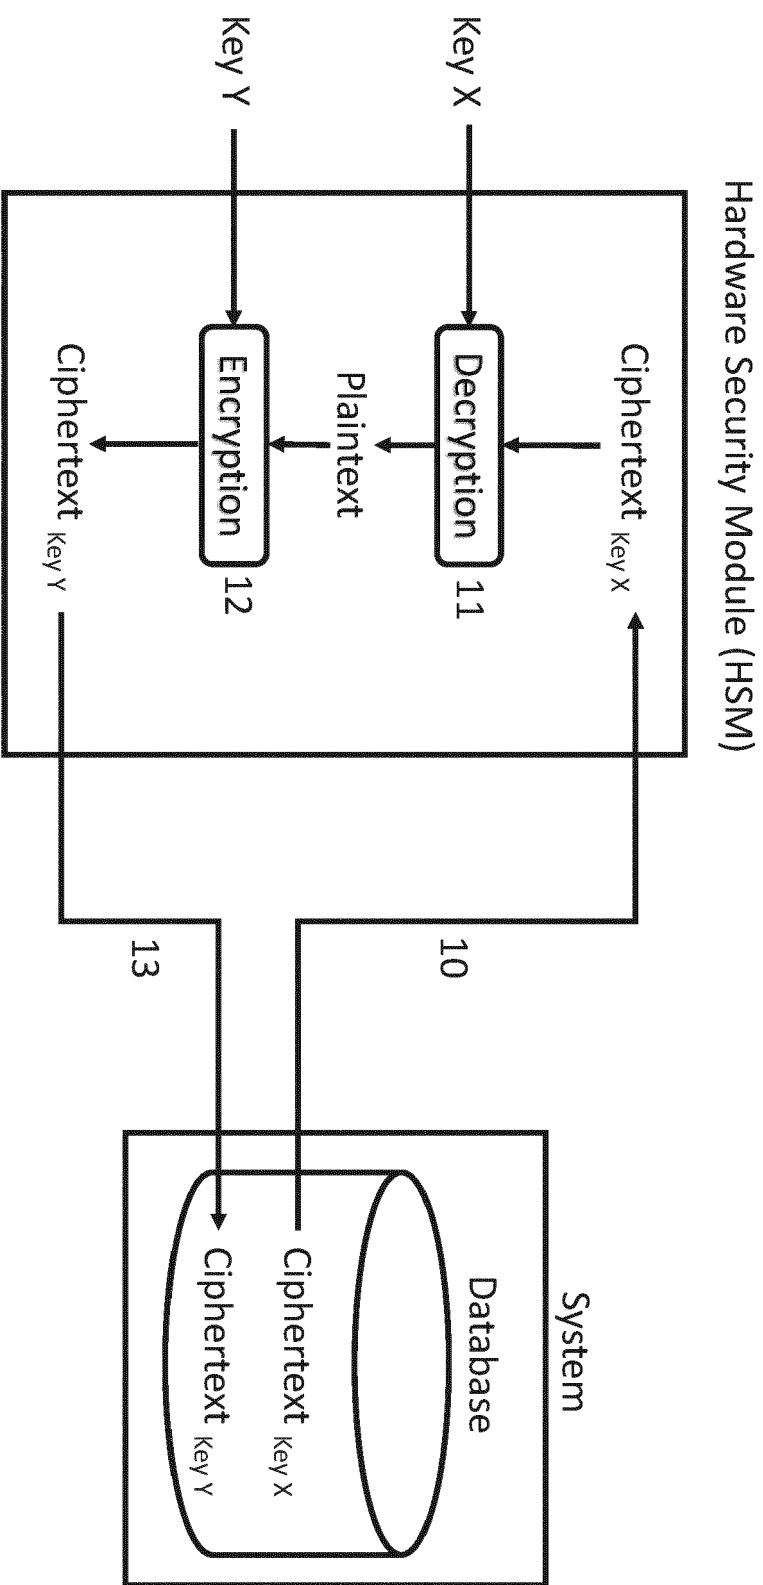 Hardware Security Module (HSM)
Key X
Key Y
Ciphertext Key X
Decryption
11
Plaintext
Encryption
12
Ciphertext Key Y
10
13
System
Database
Ciphertext Key X
Ciphertext Key Y